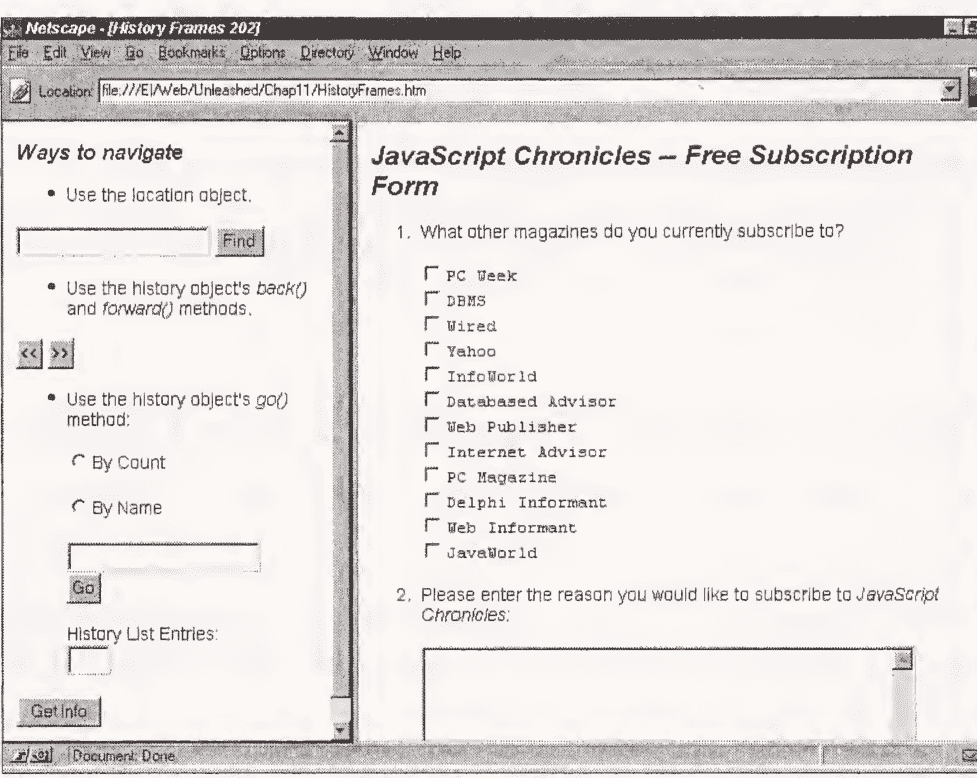 Netscape - [History Frames 202]
File Edit View Go Bookmarks Options Directory Window Help
Location: file:///E|/Web/Unleashed/Chap11/HistoryFrames.htm
Ways to navigate
• Use the location object.
Find
• Use the history object's back()
and forward() methods.
<< >>
• Use the history object's go()
method:
By Count
By Name
Go
History List Entries:
Get Info
JavaScript Chronicles – Free Subscription
Form
1. What other magazines do you currently subscribe to?
PC Week
DBMS
Wired
Yahoo
InfoWorld
Databased Advisor
Web Publisher
Internet Advisor
PC Magazine
Delphi Informant
Web Informant
JavaWorld
2. Please enter the reason you would like to subscribe to JavaScript
Chronicles:
Document: Done